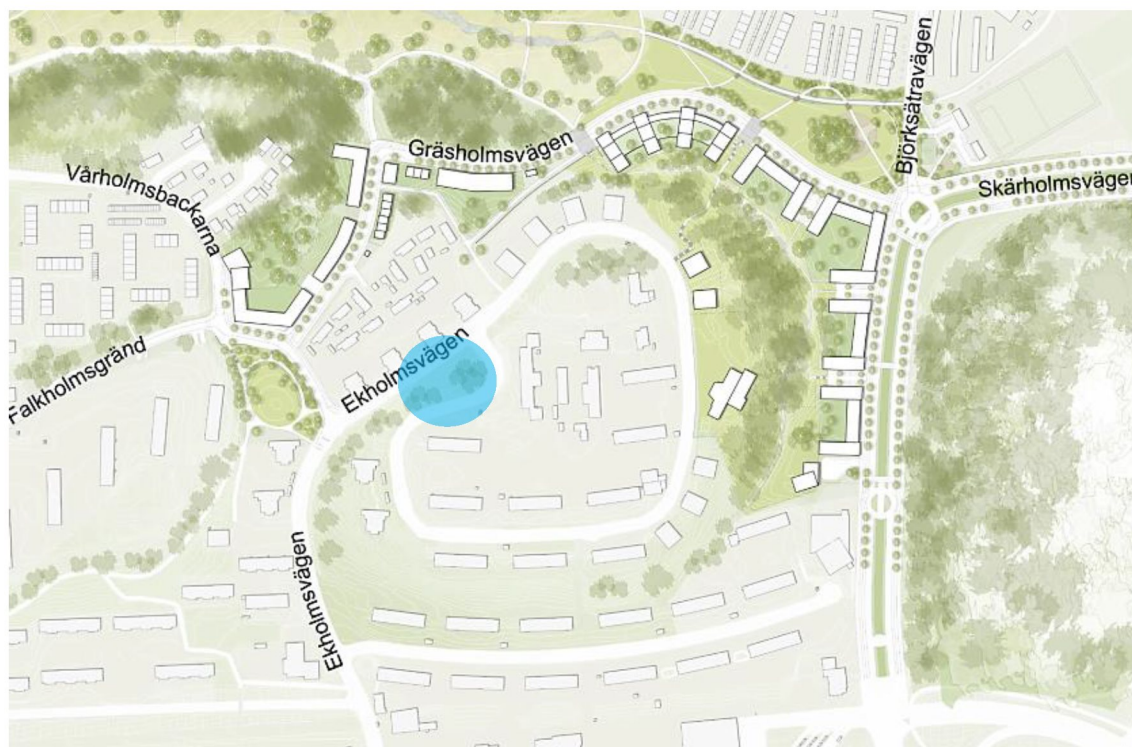 Björksätravägen
Gräsholmsvägen
Vårholmsbackarna
Skärholmsvägen
Ekholmsvägen
Falkholmsgränd
Ekholmsvägen